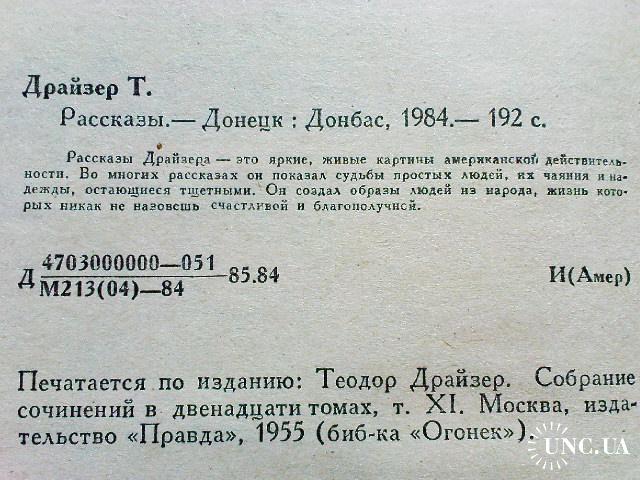 Драйзер Т.
Рассказы.— Донецк : Донбас, 1984.— 192 с.
Рассказы Драйзера — это яркие, живые картины американской действитель-
ности. Во многих рассказах он показал судьбы простых людей, их чаяния и на-
дежды, остающиеся тщетными. Он создал образы людей из народа, жизнь кото-
рых никак не назовешь счастливой и благополучной.
4703000000—051
Д ————— 85.84 И(Амер)
М213(04)—84
Печатается по изданию: Теодор Драйзер. Собрание
сочинений в двенадцати томах, т. XI. Москва, изда-
тельство «Правда», 1955 (биб-ка «Огонек»).
UNC.UA